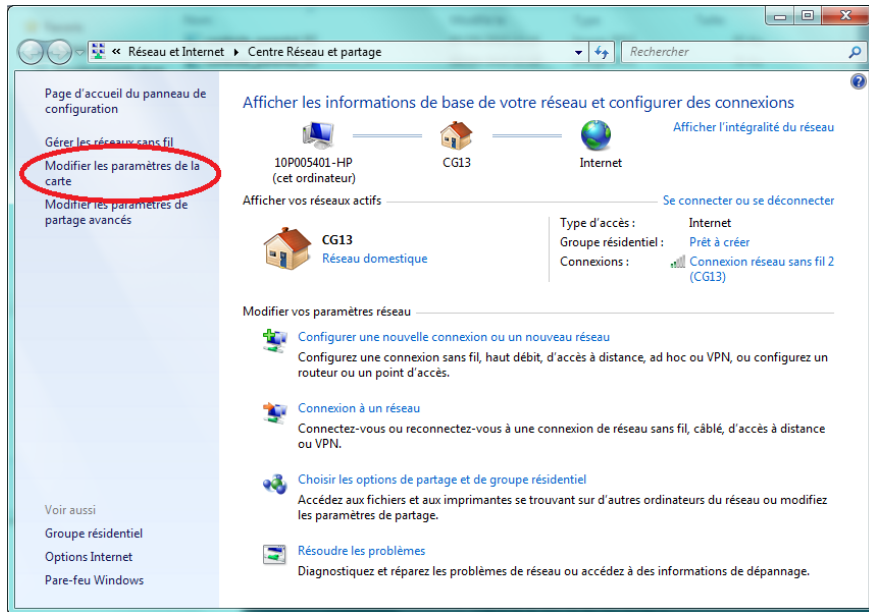 « Réseau et Internet ▸ Centre Réseau et partage
Rechercher
Page d'accueil du panneau de
configuration
Gérer les réseaux sans fil
Modifier les paramètres de la
carte
Modifier les paramètres de
partage avancés
Voir aussi
Groupe résidentiel
Options Internet
Pare-feu Windows
Afficher les informations de base de votre réseau et configurer des connexions
Afficher l'intégralité du réseau
10P005401-HP
(cet ordinateur)
CG13
Internet
Afficher vos réseaux actifs
Se connecter ou se déconnecter
CG13
Réseau domestique
Type d'accès : Internet
Groupe résidentiel : Prêt à créer
Connexions : Connexion réseau sans fil 2
(CG13)
Modifier vos paramètres réseau
Configurer une nouvelle connexion ou un nouveau réseau
Configurez une connexion sans fil, haut débit, d'accès à distance, ad hoc ou VPN, ou configurez un
routeur ou un point d'accès.
Connexion à un réseau
Connectez-vous ou reconnectez-vous à une connexion de réseau sans fil, câblé, d'accès à distance
ou VPN.
Choisir les options de partage et de groupe résidentiel
Accédez aux fichiers et aux imprimantes se trouvant sur d'autres ordinateurs du réseau ou modifiez
les paramètres de partage.
Résoudre les problèmes
Diagnostiquez et réparez les problèmes de réseau ou accédez à des informations de dépannage.